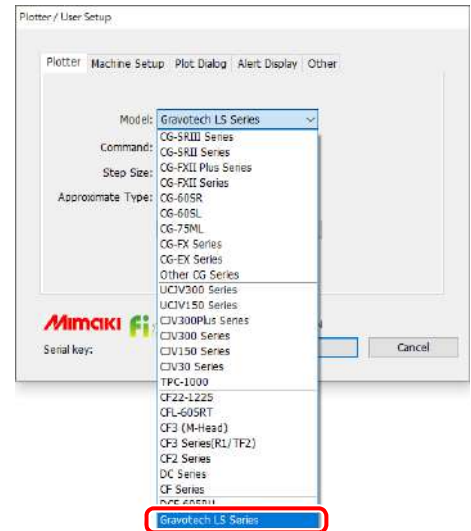 Plotter / User Setup
Plotter Machine Setup Plot Dialog Alert Display Other
Model: Gravotech LS Series
Command:
Step Size:
Approximate Type:
CG-SRIII Series
CG-SRII Series
CG-FXII Plus Series
CG-FXII Series
CG-60SR
CG-60SL
CG-75ML
CG-FX Series
CG-EX Series
Other CG Series
UCJV300 Series
UCJV150 Series
CJV300Plus Series
CJV300 Series
CJV150 Series
CJV30 Series
TPC-1000
CF22-1225
CFL-605RT
CF3 (M-Head)
CF3 Series(R1/TF2)
CF2 Series
DC Series
CF Series
Gravotech LS Series
Mimaki
Serial key:
Cancel